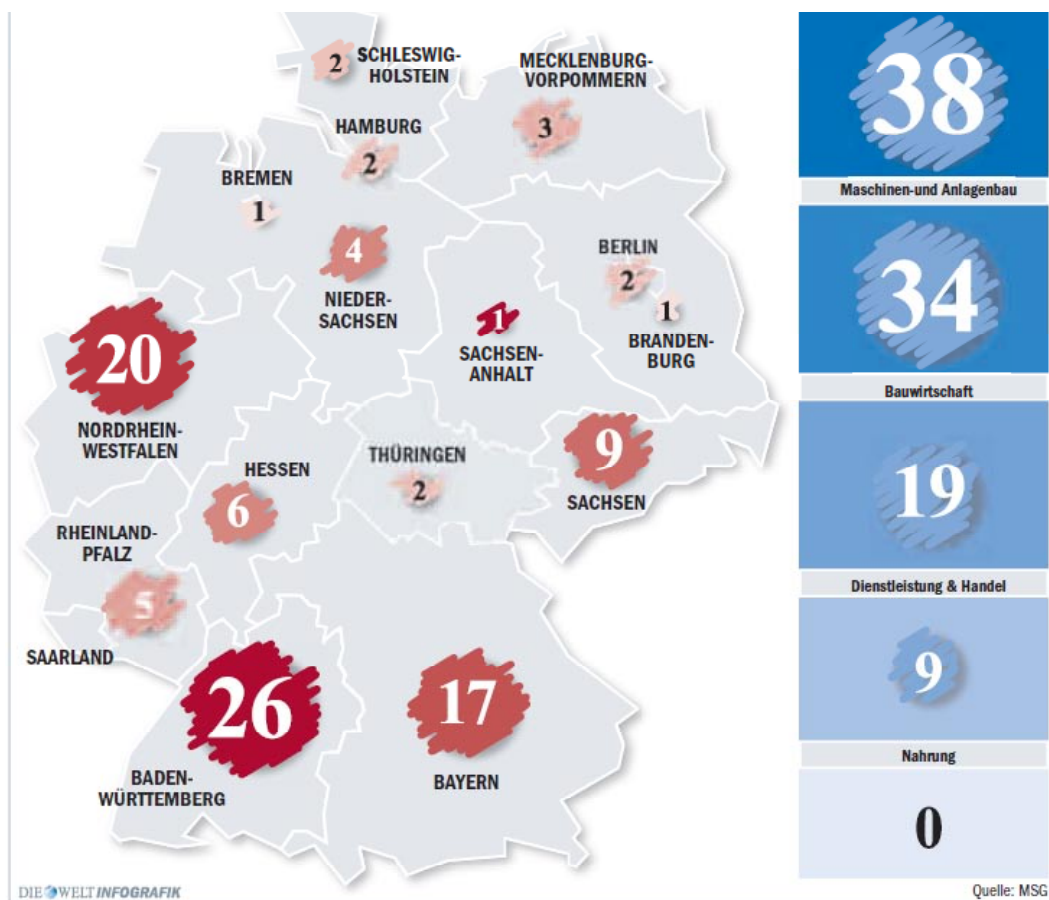 2
SCHLESWIG-
HOLSTEIN
MECKLENBURG-
VORPOMMERN
3
HAMBURG
2
BREMEN
1
4
NIEDER-
SACHSEN
BERLIN
2
1
BRANDEN-
BURG
1
SACHSEN-
ANHALT
20
NORDRHEIN-
WESTFALEN
HESSEN
6
THÜRINGEN
2
9
SACHSEN
RHEINLAND-
PFALZ
5
SAARLAND
26
BADEN-
WÜRTTEMBERG
17
BAYERN
38
Maschinen-und Anlagenbau
34
Bauwirtschaft
19
Dienstleistung & Handel
9
Nahrung
0
DIE WELT INFOGRAFIK
Quelle: MSG